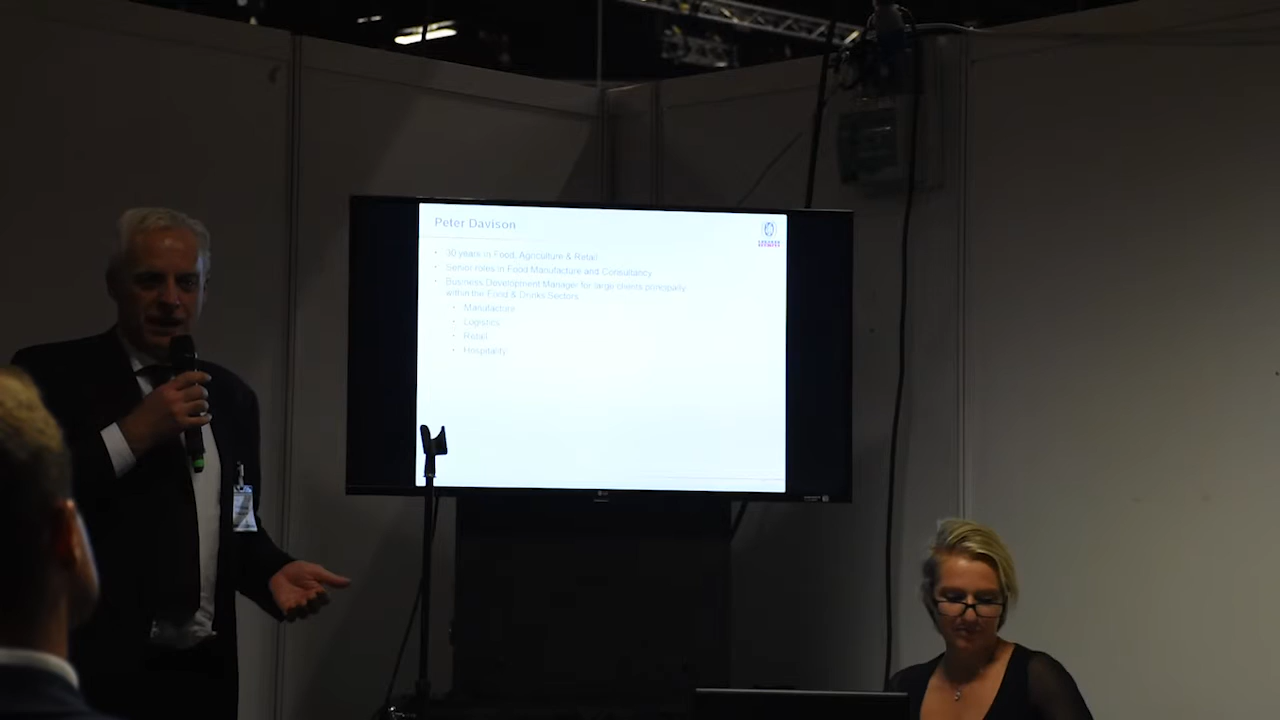 Peter Davison
30 years in Food, Agriculture & Retail
Senior roles in Food Manufacture and Consultancy
Business Development Manager for large clients principally
within the Food & Drinks Sectors
Manufacture
Logistics
Retail
Hospitality
LG